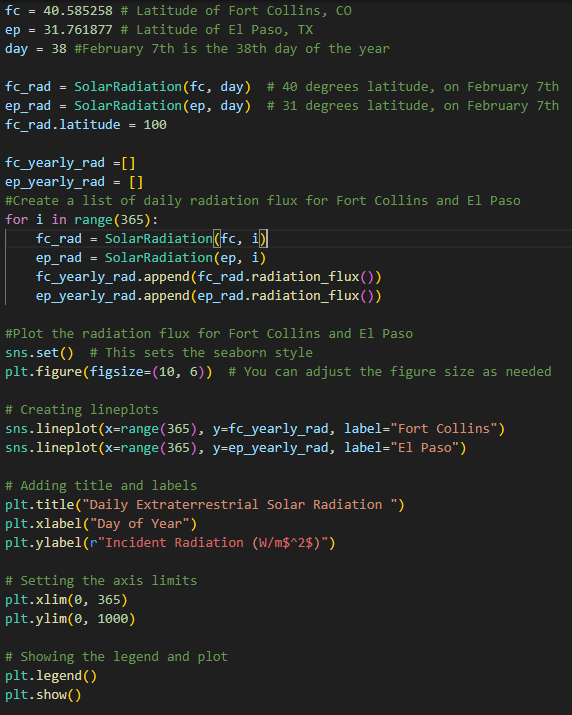 fc = 40.585258 # Latitude of Fort Collins, CO
ep = 31.761877 # Latitude of El Paso, TX
day = 38 #February 7th is the 38th day of the year

fc_rad = SolarRadiation(fc, day)  # 40 degrees latitude, on February 7th
ep_rad = SolarRadiation(ep, day)  # 31 degrees latitude, on February 7th
fc_rad.latitude = 100

fc_yearly_rad =[]
ep_yearly_rad = []
#Create a list of daily radiation flux for Fort Collins and El Paso
for i in range(365):
    fc_rad = SolarRadiation(fc, i)
    ep_rad = SolarRadiation(ep, i)
    fc_yearly_rad.append(fc_rad.radiation_flux())
    ep_yearly_rad.append(ep_rad.radiation_flux())

#Plot the radiation flux for Fort Collins and El Paso
sns.set()  # This sets the seaborn style
plt.figure(figsize=(10, 6))  # You can adjust the figure size as needed

# Creating lineplots
sns.lineplot(x=range(365), y=fc_yearly_rad, label="Fort Collins")
sns.lineplot(x=range(365), y=ep_yearly_rad, label="El Paso")

# Adding title and labels
plt.title("Daily Extraterrestrial Solar Radiation ")
plt.xlabel("Day of Year")
plt.ylabel(r"Incident Radiation (W/m$^2$)")

# Setting the axis limits
plt.xlim(0, 365)
plt.ylim(0, 1000)

# Showing the legend and plot
plt.legend()
plt.show()